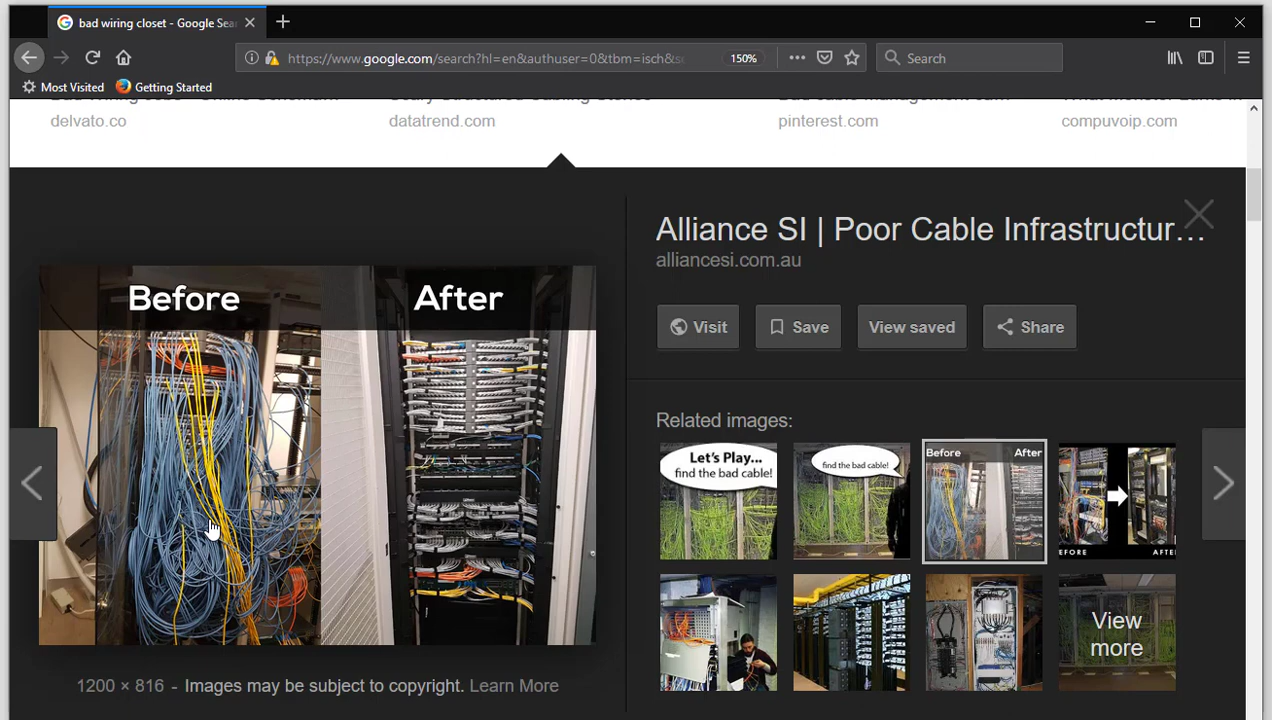 bad wiring closet - Google Sea
https://www.google.com/search?hl=en&authuser=0&tbm=isch&s
150%
Search
Most Visited
Getting Started
delvato.co
datatrend.com
pinterest.com
compuvoip.com
Alliance SI | Poor Cable Infrastructur...
alliancesi.com.au
Before
After
Visit
Save
View saved
Share
Related images:
Let's Play...
find the bad cable!
find the bad cable!
Before
After
View
more
1200 × 816 - Images may be subject to copyright. Learn More